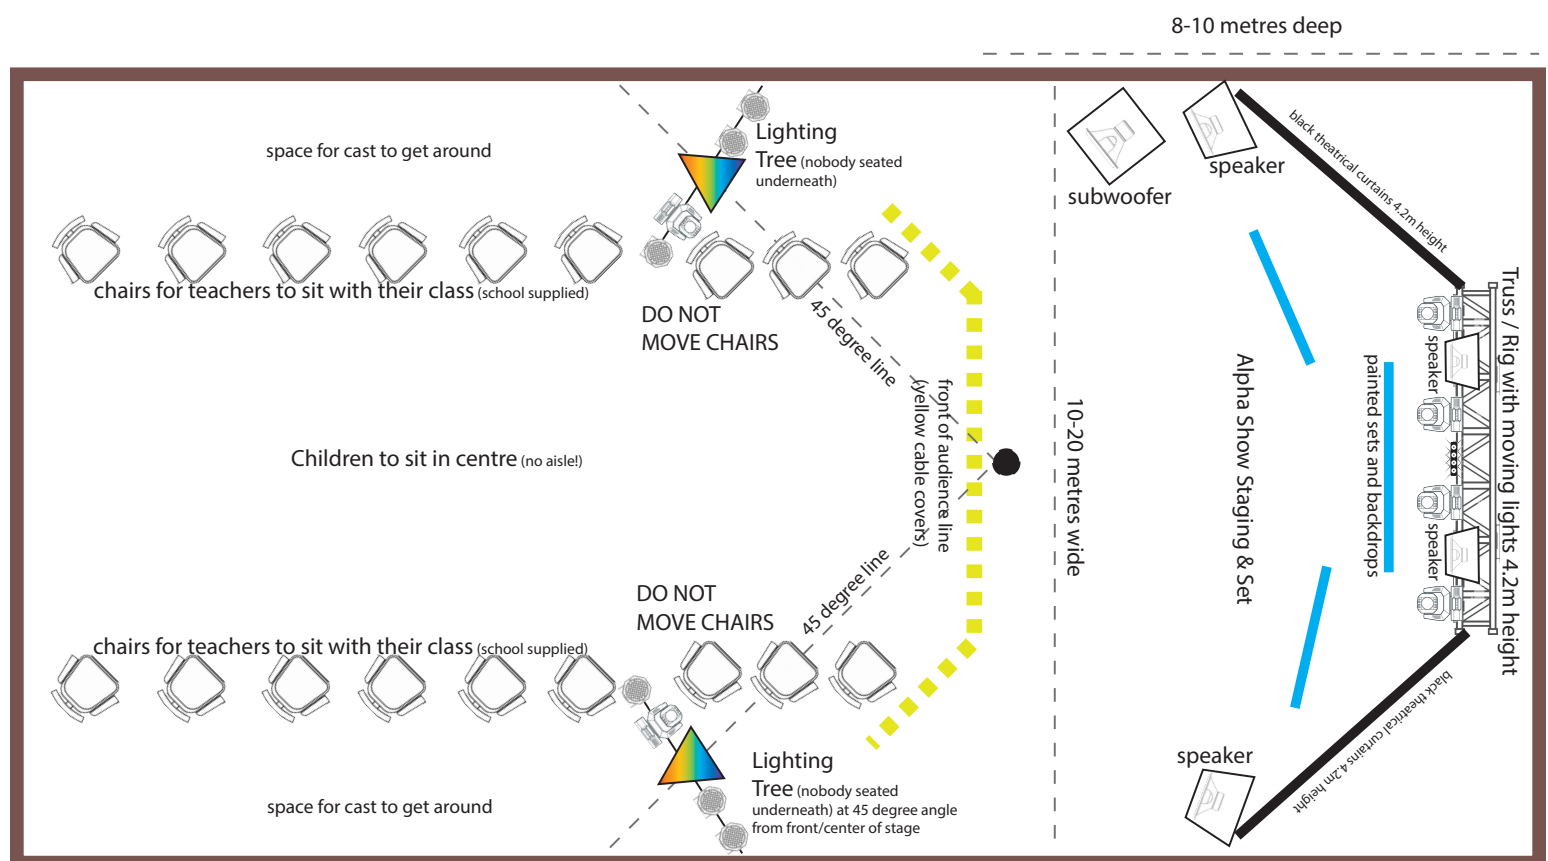 8-10 metres deep
space for cast to get around
Lighting
Tree (nobody seated
underneath)
subwoofer
speaker
black theatrical curtains 4.2m height
chairs for teachers to sit with their class (school supplied)
DO NOT
MOVE CHAIRS
45 degree line
front of audience line
(yellow cable covers)
Children to sit in centre (no aisle!)
10-20 metres wide
Alpha Show Staging & Set
painted sets and backdrops
speaker
speaker
Truss / Rig with moving lights 4.2m height
DO NOT
MOVE CHAIRS
45 degree line
chairs for teachers to sit with their class (school supplied)
space for cast to get around
Lighting
Tree (nobody seated
underneath) at 45 degree angle
from front/center of stage
speaker
black theatrical curtains 4.2m height